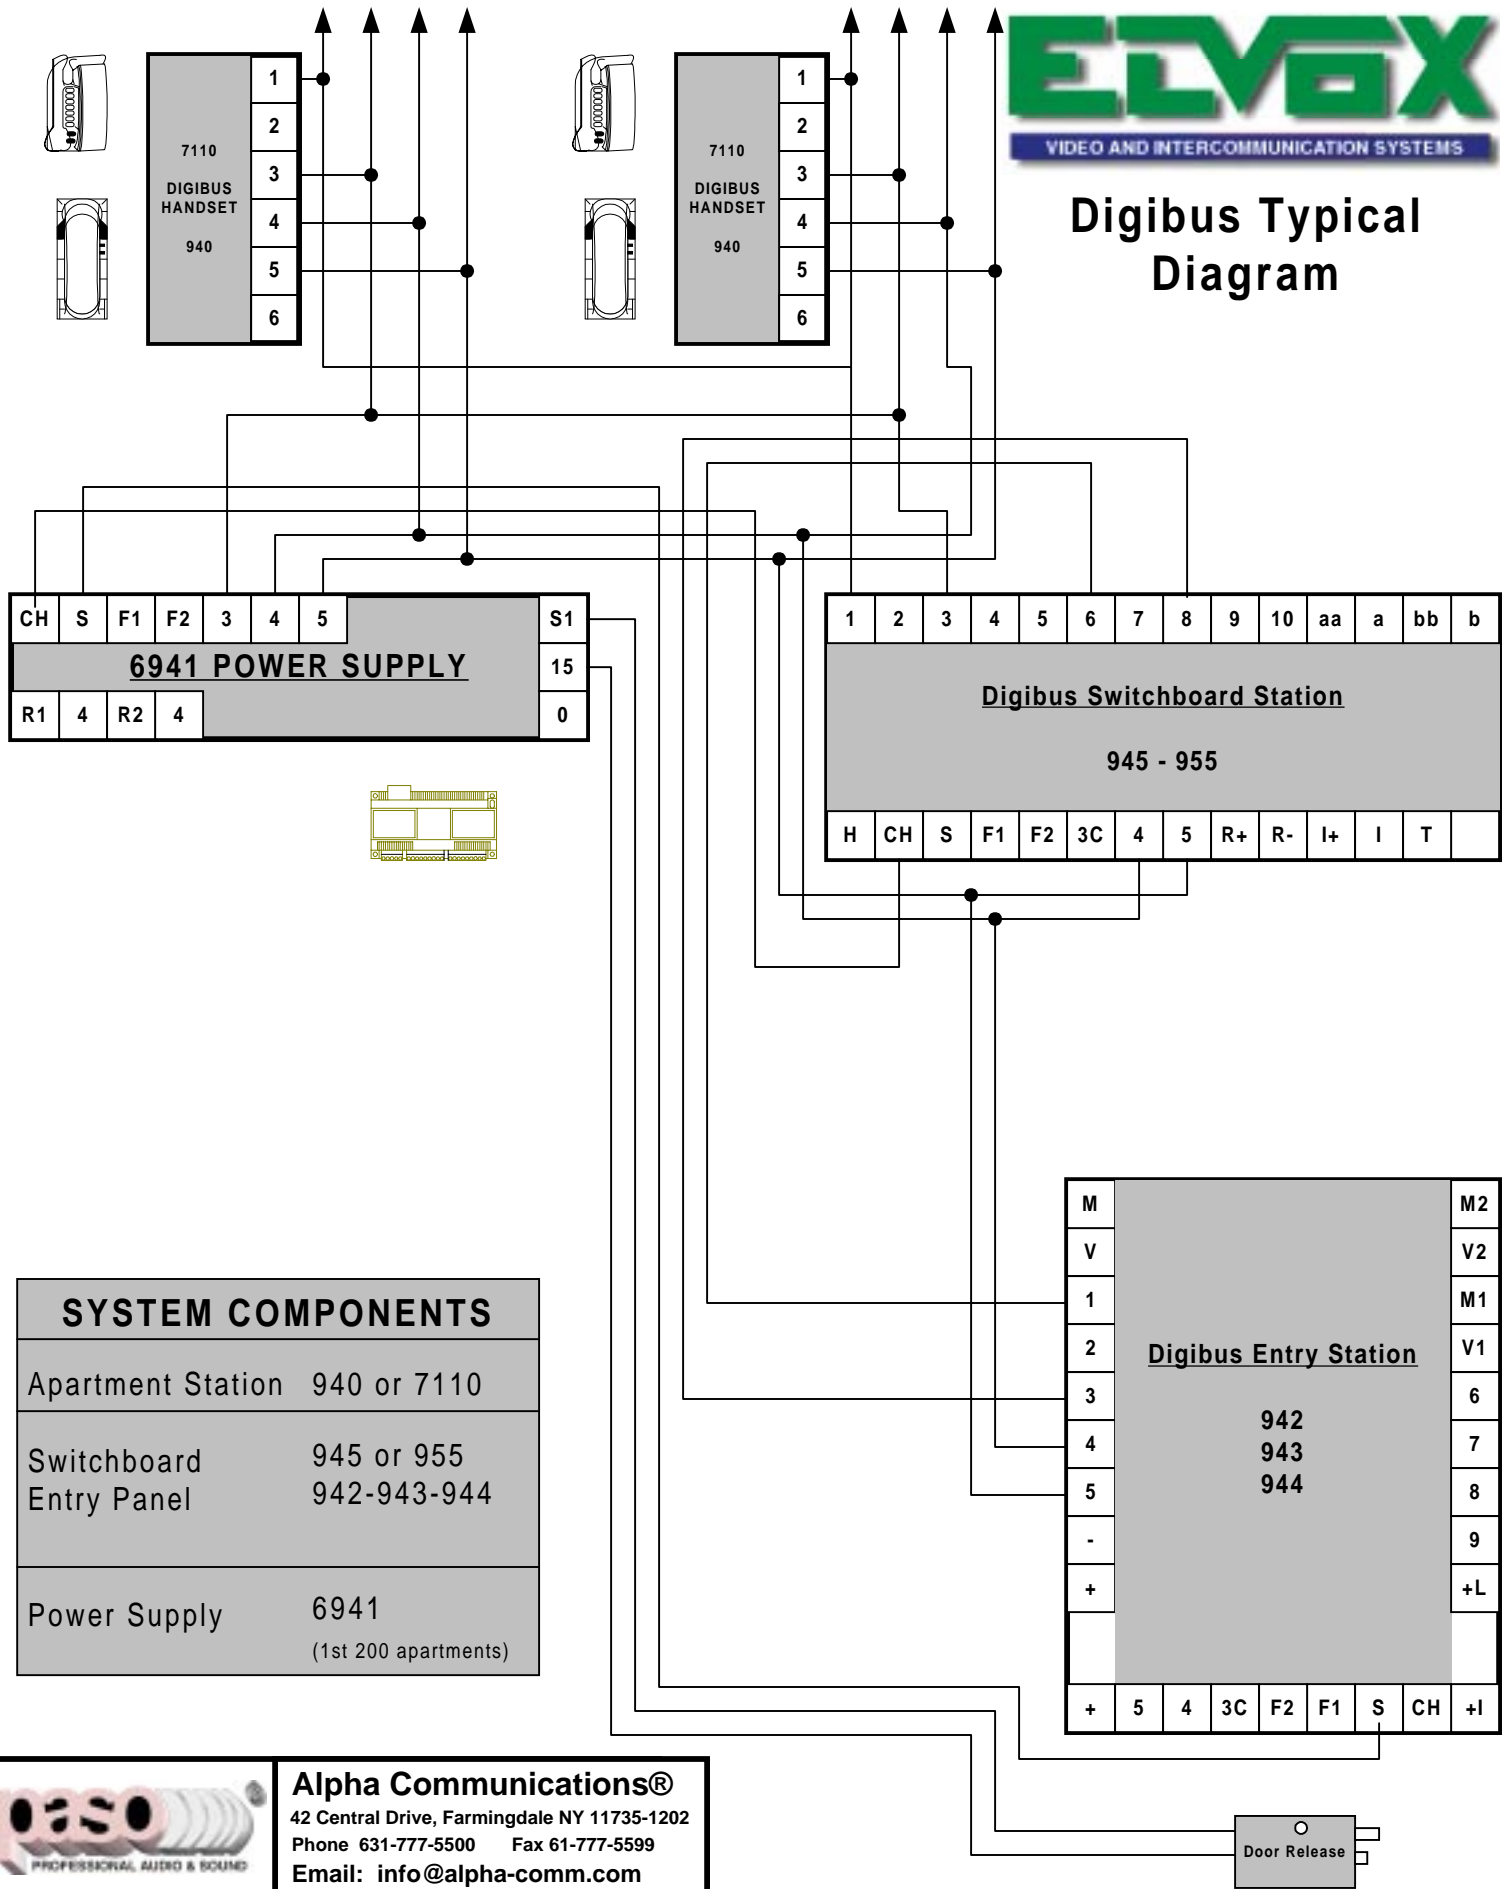 ELVOX
VIDEO AND INTERCOMMUNICATION SYSTEMS
Digibus Typical
Diagram
1
2
3
4
5
6
7110
DIGIBUS
HANDSET
940
1
2
3
4
5
6
7110
DIGIBUS
HANDSET
940
CH S F1 F2 3 4 5 S1
6941 POWER SUPPLY 15
R1 4 R2 4 0
1 2 3 4 5 6 7 8 9 10 aa a bb b
Digibus Switchboard Station
945 - 955
H CH S F1 F2 3C 4 5 R+ R- I+ I T
M M2
V V2
1 M1
2 V1
3 6
4 7
5 8
- 9
+ +L
Digibus Entry Station
942
943
944
+ 5 4 3C F2 F1 S CH +I
SYSTEM COMPONENTS
Apartment Station 940 or 7110
Switchboard 945 or 955
Entry Panel 942-943-944
Power Supply 6941
(1st 200 apartments)
paso
PROFESSIONAL AUDIO & SOUND
Alpha Communications®
42 Central Drive, Farmingdale NY 11735-1202
Phone 631-777-5500 Fax 61-777-5599
Email: info@alpha-comm.com
Door Release